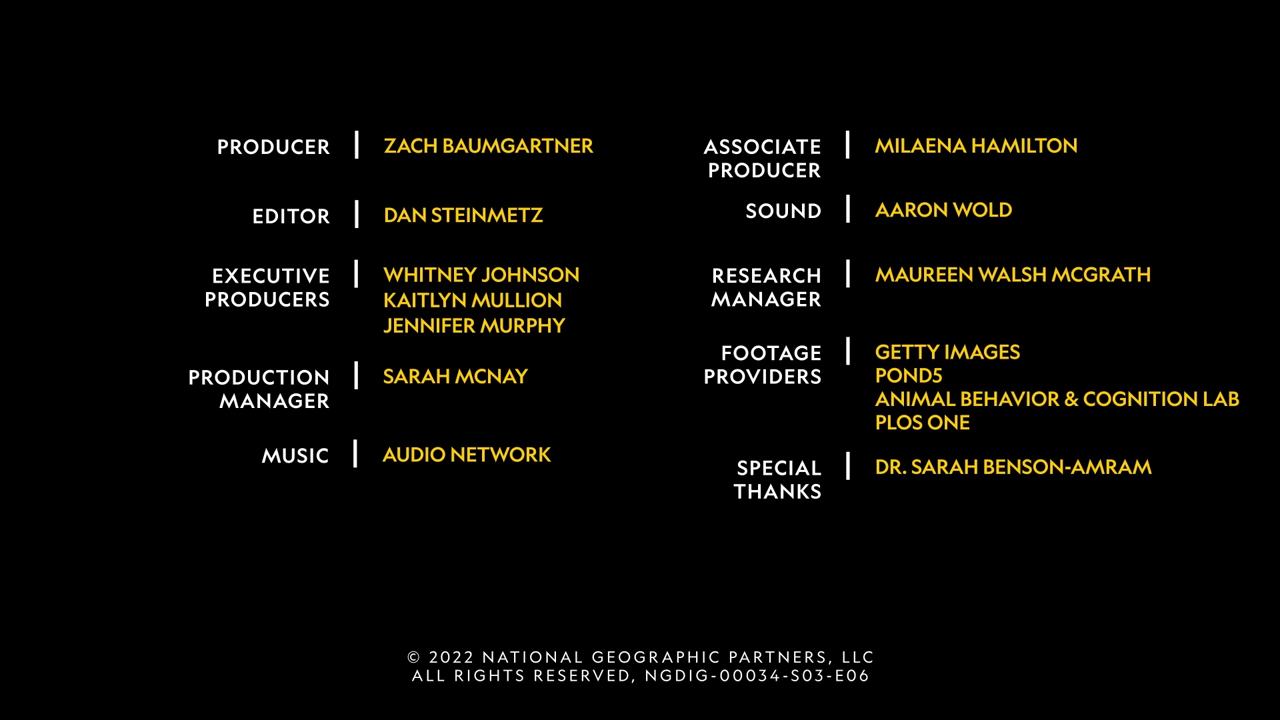 PRODUCER | ZACH BAUMGARTNER
EDITOR | DAN STEINMETZ
EXECUTIVE PRODUCERS | WHITNEY JOHNSON
KAITLYN MULLION
JENNIFER MURPHY
PRODUCTION MANAGER | SARAH MCNAY
MUSIC | AUDIO NETWORK
ASSOCIATE PRODUCER | MILAENA HAMILTON
SOUND | AARON WOLD
RESEARCH MANAGER | MAUREEN WALSH MCGRATH
FOOTAGE PROVIDERS | GETTY IMAGES
POND5
ANIMAL BEHAVIOR & COGNITION LAB
PLOS ONE
SPECIAL THANKS | DR. SARAH BENSON-AMRAM
© 2022 NATIONAL GEOGRAPHIC PARTNERS, LLC
ALL RIGHTS RESERVED, NGDIG-00034-S03-E06